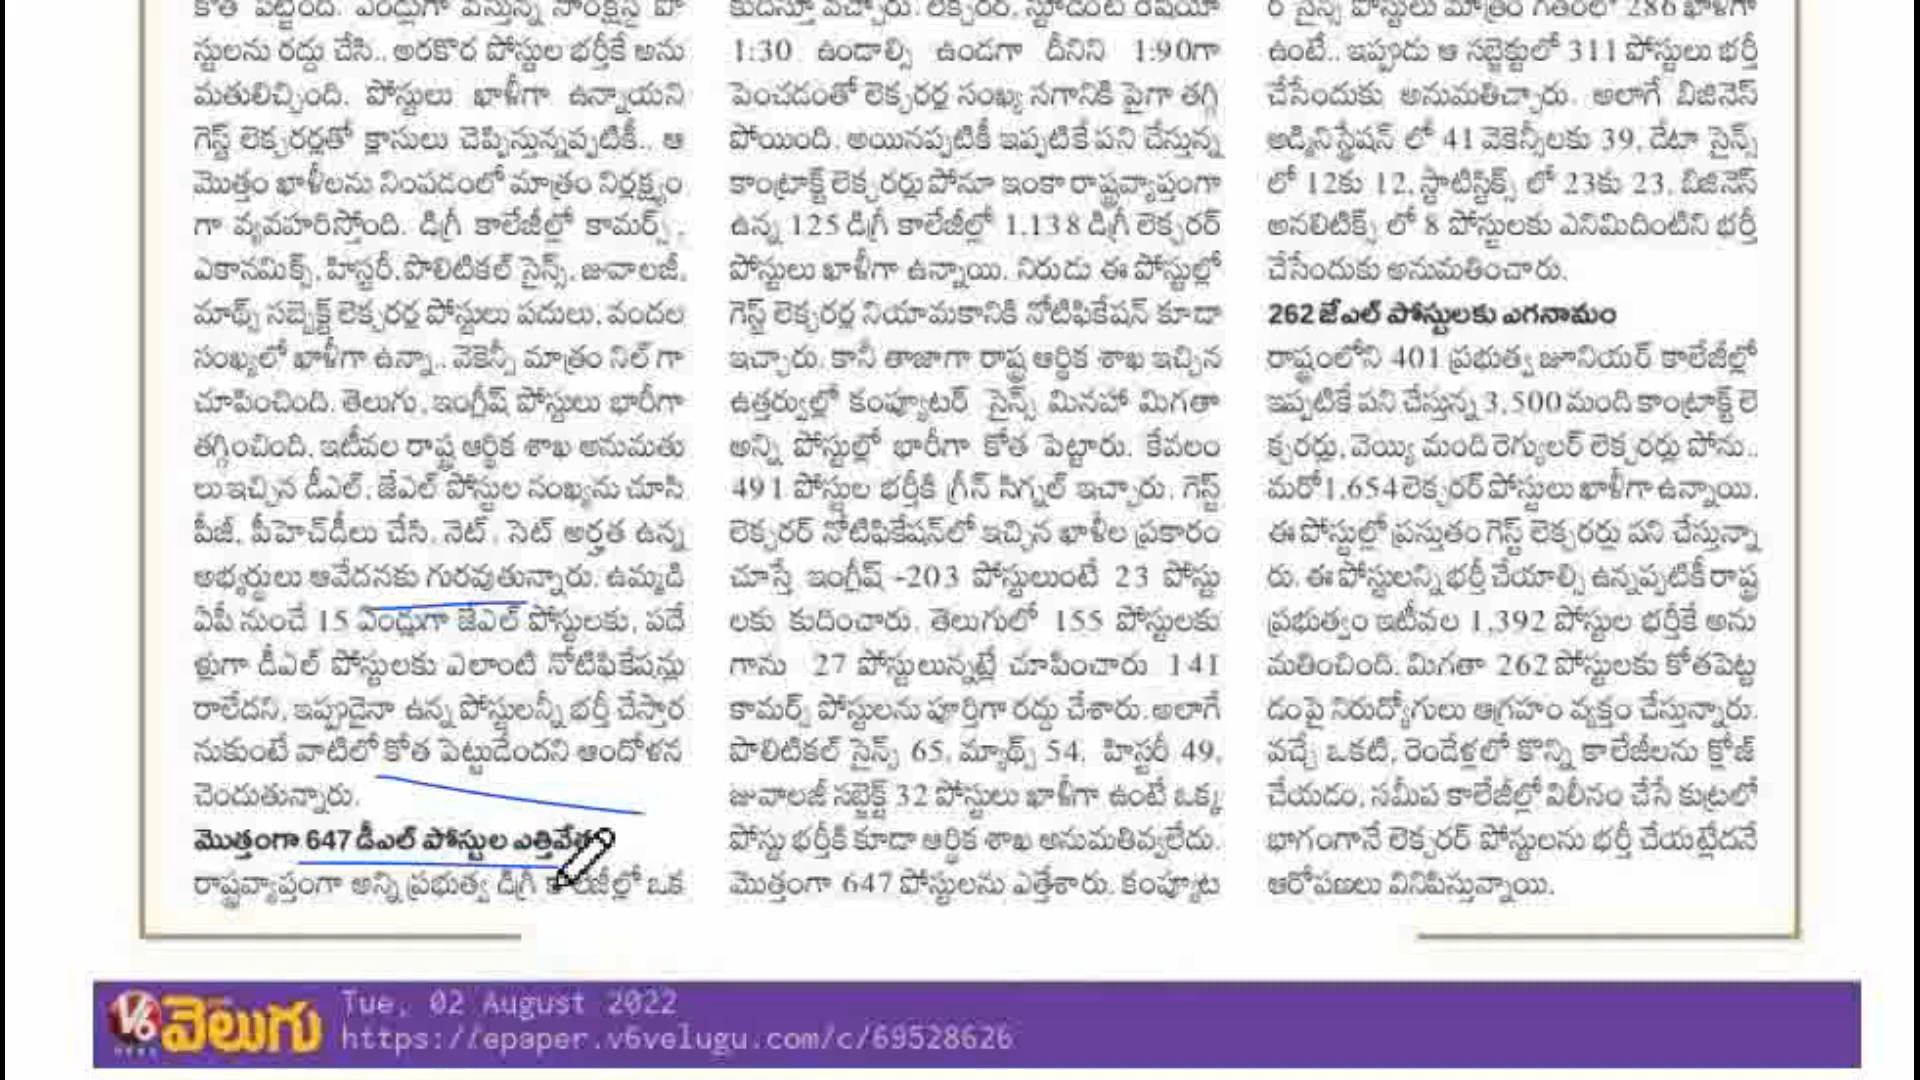 కోత పెట్టింది. ఏండ్లుగా వస్తున్న సాంక్షన్డ్ పో
స్టులను రద్దు చేసి.. అరకొర పోస్టుల భర్తీకే అను
మతులిచ్చింది. పోస్టులు ఖాళీగా ఉన్నాయని
గెస్ట్ లెక్చరర్లతో క్లాసులు చెప్పిస్తున్నప్పటికీ.. ఆ
మొత్తం ఖాళీలను నింపడంలో మాత్రం నిర్లక్ష్యం
గా వ్యవహరిస్తోంది. డిగ్రీ కాలేజీల్లో కామర్స్,
ఎకానమిక్స్, హిస్టరీ, పొలిటికల్ సైన్స్, జువాలజీ,
మాథ్స్ సబ్జెక్ట్ లెక్చరర్ల పోస్టులు పదులు, వందల
సంఖ్యలో ఖాళీగా ఉన్నా.. వెకెన్సీ మాత్రం నిల్ గా
చూపించింది. తెలుగు, ఇంగ్లీష్ పోస్టులు భారీగా
తగ్గించింది. ఇటీవల రాష్ట్ర ఆర్థిక శాఖ అనుమతు
లు ఇచ్చిన డీఎల్, జేఎల్ పోస్టుల సంఖ్యను చూసి
పీజీ, పీహెచ్‌డీలు చేసి, నెట్, సెట్ అర్హత ఉన్న
అభ్యర్థులు ఆవేదనకు గురవుతున్నారు. ఉమ్మడి
ఏపీ నుంచే 15 ఏండ్లుగా జేఎల్ పోస్టులకు, పదే
ళ్లుగా డీఎల్ పోస్టులకు ఎలాంటి నోటిఫికేషన్లు
రాలేదని, ఇప్పుడైనా ఉన్న పోస్టులన్నీ భర్తీ చేస్తార
నుకుంటే వాటిలో కోత పెట్టుడేందని ఆందోళన
చెందుతున్నారు.
మొత్తంగా 647 డీఎల్ పోస్టుల ఎత్తివేత
రాష్ట్రవ్యాప్తంగా అన్ని ప్రభుత్వ డిగ్రీ కాలేజీల్లో ఒక
కుదిస్తూ వచ్చారు. లెక్చరర్, స్టూడెంట్ రేషియో
1:30 ఉండాల్సి ఉండగా దీనిని 1:90గా
పెంచడంతో లెక్చరర్ల సంఖ్య సగానికి పైగా తగ్గి
పోయింది. అయినప్పటికీ ఇప్పటికే పని చేస్తున్న
కాంట్రాక్ట్ లెక్చరర్లు పోనూ ఇంకా రాష్ట్రవ్యాప్తంగా
ఉన్న 125 డిగ్రీ కాలేజీల్లో 1,138 డిగ్రీ లెక్చరర్
పోస్టులు ఖాళీగా ఉన్నాయి. నిరుడు ఈ పోస్టుల్లో
గెస్ట్ లెక్చరర్ల నియామకానికి నోటిఫికేషన్ కూడా
ఇచ్చారు. కానీ తాజాగా రాష్ట్ర ఆర్థిక శాఖ ఇచ్చిన
ఉత్తర్వుల్లో కంప్యూటర్ సైన్స్ మినహా మిగతా
అన్ని పోస్టుల్లో భారీగా కోత పెట్టారు. కేవలం
491 పోస్టుల భర్తీకి గ్రీన్ సిగ్నల్ ఇచ్చారు. గెస్ట్
లెక్చరర్ నోటిఫికేషన్‌లో ఇచ్చిన ఖాళీల ప్రకారం
చూస్తే ఇంగ్లీష్ -203 పోస్టులుంటే 23 పోస్టు
లకు కుదించారు. తెలుగులో 155 పోస్టులకు
గాను 27 పోస్టులున్నట్లే చూపించారు 141
కామర్స్ పోస్టులను పూర్తిగా రద్దు చేశారు. అలాగే
పొలిటికల్ సైన్స్ 65, మ్యాథ్స్ 54, హిస్టరీ 49,
జువాలజీ సబ్జెక్ట్ 32 పోస్టులు ఖాళీగా ఉంటే ఒక్క
పోస్టు భర్తీకి కూడా ఆర్థిక శాఖ అనుమతివ్వలేదు.
మొత్తంగా 647 పోస్టులను ఎత్తేశారు. కంప్యూట
ర్ సైన్స్ పోస్టులు మాత్రం గతంలో 286 ఖాళీగా
ఉంటే.. ఇప్పుడు ఆ సబ్జెక్టులో 311 పోస్టులు భర్తీ
చేసేందుకు అనుమతిచ్చారు. అలాగే బిజినెస్
అడ్మినిస్ట్రేషన్ లో 41 వెకెన్సీలకు 39, డేటా సైన్స్
లో 12కు 12, స్టాటిస్టిక్స్ లో 23కు 23, బిజినెస్
అనలిటిక్స్ లో 8 పోస్టులకు ఎనిమిదింటిని భర్తీ
చేసేందుకు అనుమతించారు.
262 జేఎల్ పోస్టులకు ఎగనామం
రాష్ట్రంలోని 401 ప్రభుత్వ జూనియర్ కాలేజీల్లో
ఇప్పటికే పని చేస్తున్న 3,500 మంది కాంట్రాక్ట్ లె
క్చరర్లు, వెయ్యి మంది రెగ్యులర్ లెక్చరర్లు పోను..
మరో 1,654 లెక్చరర్ పోస్టులు ఖాళీగా ఉన్నాయి.
ఈ పోస్టుల్లో ప్రస్తుతం గెస్ట్ లెక్చరర్లు పని చేస్తున్నా
రు. ఈ పోస్టులన్ని భర్తీ చేయాల్సి ఉన్నప్పటికీ రాష్ట్ర
ప్రభుత్వం ఇటీవల 1,392 పోస్టుల భర్తీకే అను
మతించింది. మిగతా 262 పోస్టులకు కోతపెట్ట
డంపై నిరుద్యోగులు ఆగ్రహం వ్యక్తం చేస్తున్నారు.
వచ్చే ఒకటి, రెండేళ్లలో కొన్ని కాలేజీలను క్లోజ్
చేయడం, సమీప కాలేజీల్లో విలీనం చేసే కుట్రలో
భాగంగానే లెక్చరర్ పోస్టులను భర్తీ చేయట్లేదనే
ఆరోపణలు వినిపిస్తున్నాయి.
V6 వెలుగు
NEWS
Tue, 02 August 2022
https://epaper.v6velugu.com/c/69528626